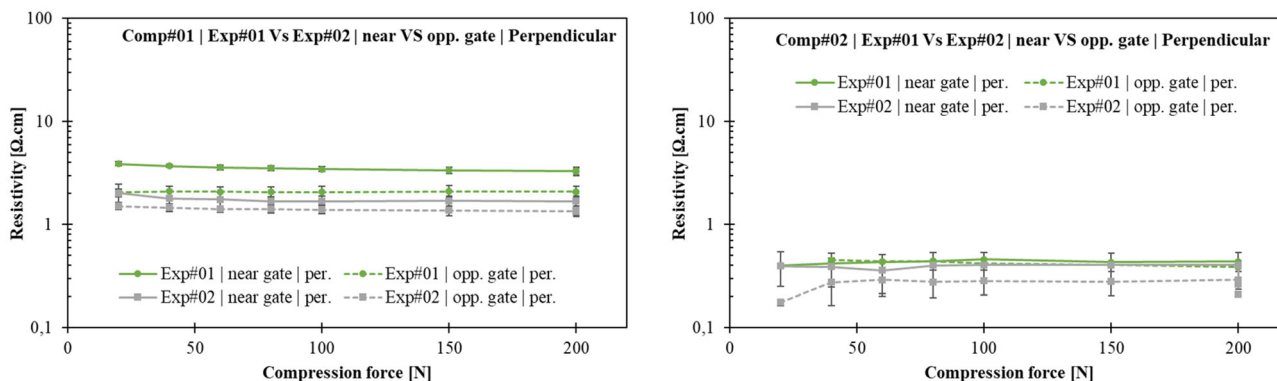 Comp#01 | Exp#01 Vs Exp#02 | near VS opp. gate | Perpendicular
100
10
1
0,1
Resistivity [Ω.cm]
Exp#01 | near gate | per.
Exp#01 | opp. gate | per.
Exp#02 | near gate | per.
Exp#02 | opp. gate | per.
0
50
100
150
200
Compression force [N]
Comp#02 | Exp#01 Vs Exp#02 | near VS opp. gate | Perpendicular
100
10
1
0,1
Resistivity [Ω.cm]
Exp#01 | near gate | per.
Exp#01 | opp. gate | per.
Exp#02 | near gate | per.
Exp#02 | opp. gate | per.
0
50
100
150
200
Compression force [N]